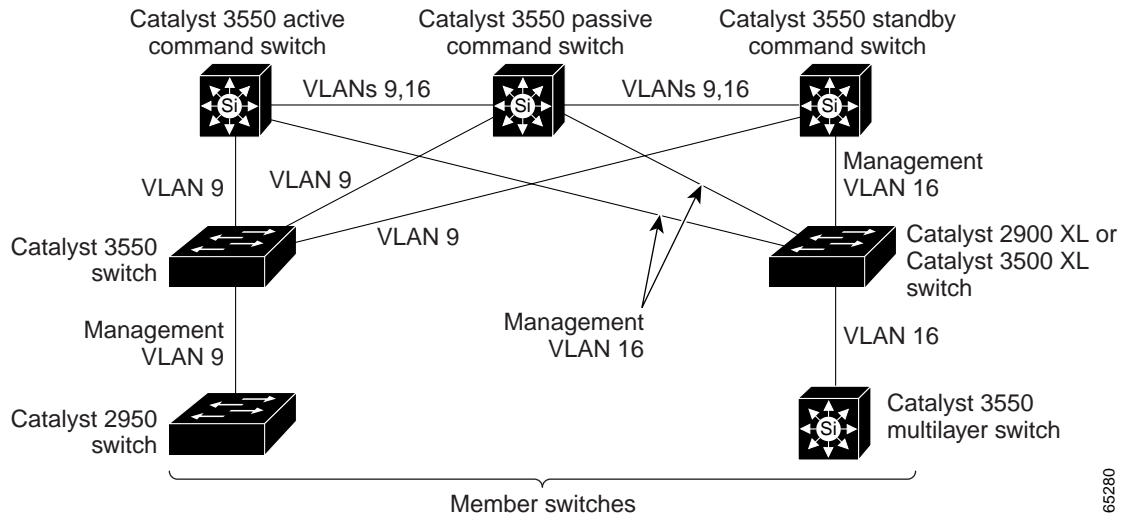 Catalyst 3550 active
command switch
Catalyst 3550 passive
command switch
Catalyst 3550 standby
command switch
Si
VLANs 9,16
Si
VLANs 9,16
Si
VLAN 9
VLAN 9
Management
VLAN 16
Catalyst 3550
switch
VLAN 9
Catalyst 2900 XL or
Catalyst 3500 XL
switch
Management
VLAN 9
Management
VLAN 16
VLAN 16
Catalyst 2950
switch
Si
Catalyst 3550
multilayer switch
Member switches
65280